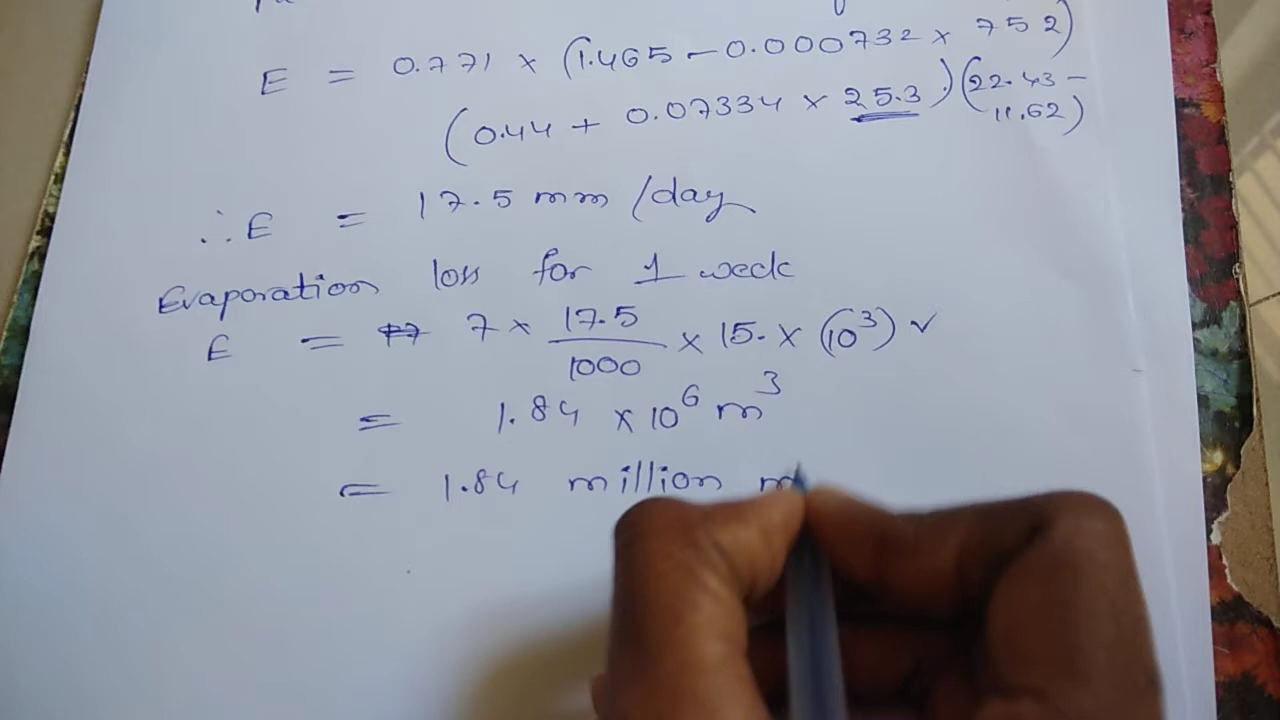 E = 0.771 × (1.465 - 0.000732 × 752)
(0.44 + 0.07334 × 25.3) (22.43 -
11.62)
∴ E = 17.5 mm/day
Evaporation loss for 1 week
E = 7 × 17.5/1000 × 15. × (10³) ✓
= 1.84 × 10⁶ m³
= 1.84 million m